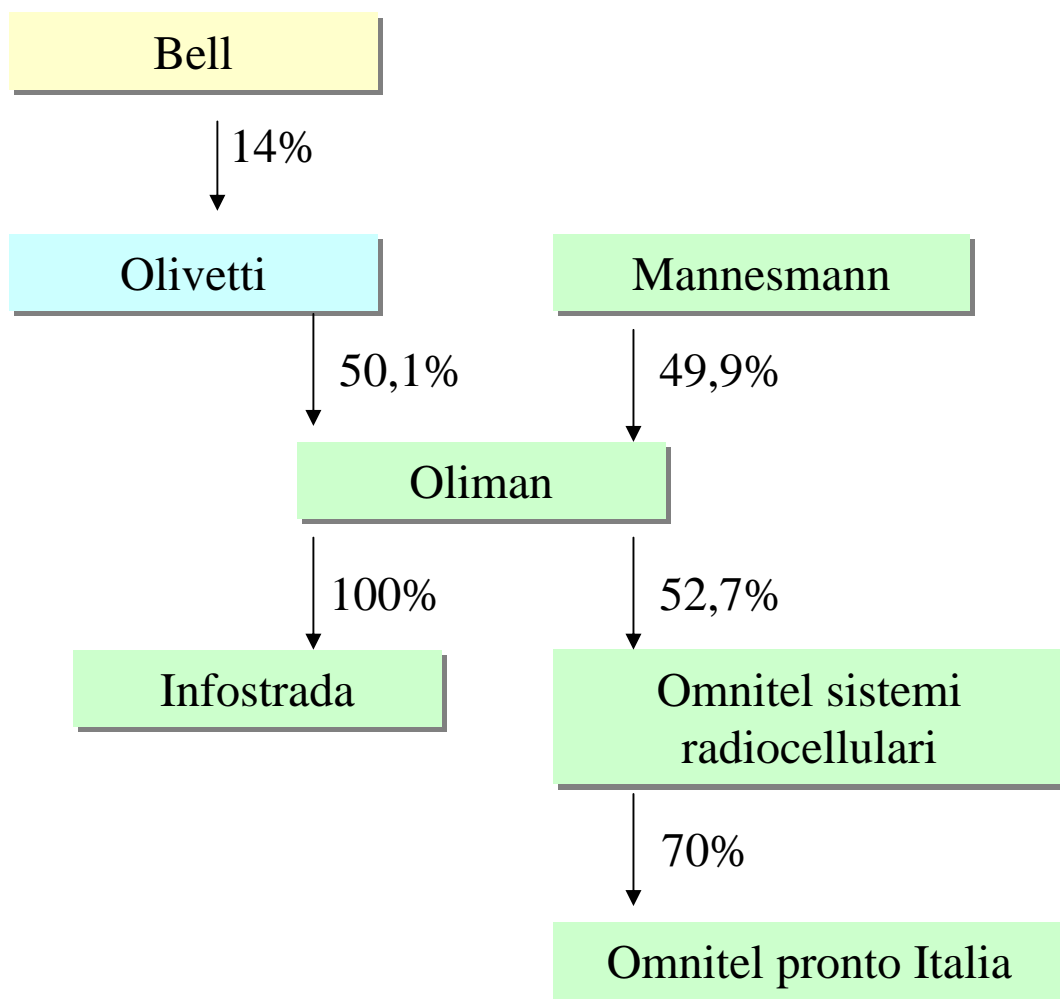 Bell
14%
Olivetti
Mannesmann
50,1%
49,9%
Oliman
100%
52,7%
Infostrada
Omnitel sistemi
radiocellulari
70%
Omnitel pronto Italia